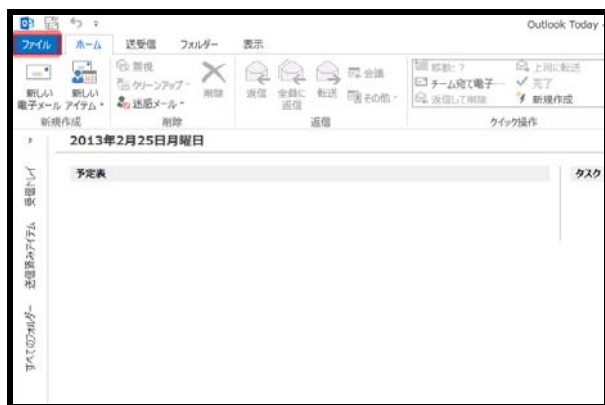 Outlook Today -
ファイル ホーム 送受信 フォルダー 表示
新しい
電子メール
新しい
アイテム
新規作成
無視
クリーンアップ
迷惑メール
削除
削除
返信
全員に
返信
転送
会議
その他
返信
移動: ?
チーム宛て電子…
返信して削除
上司に転送
完了
新規作成
クイック操作
2013年2月25日月曜日
予定表
タスク
受信トレイ
送信済みアイテム
すべてのフォルダー